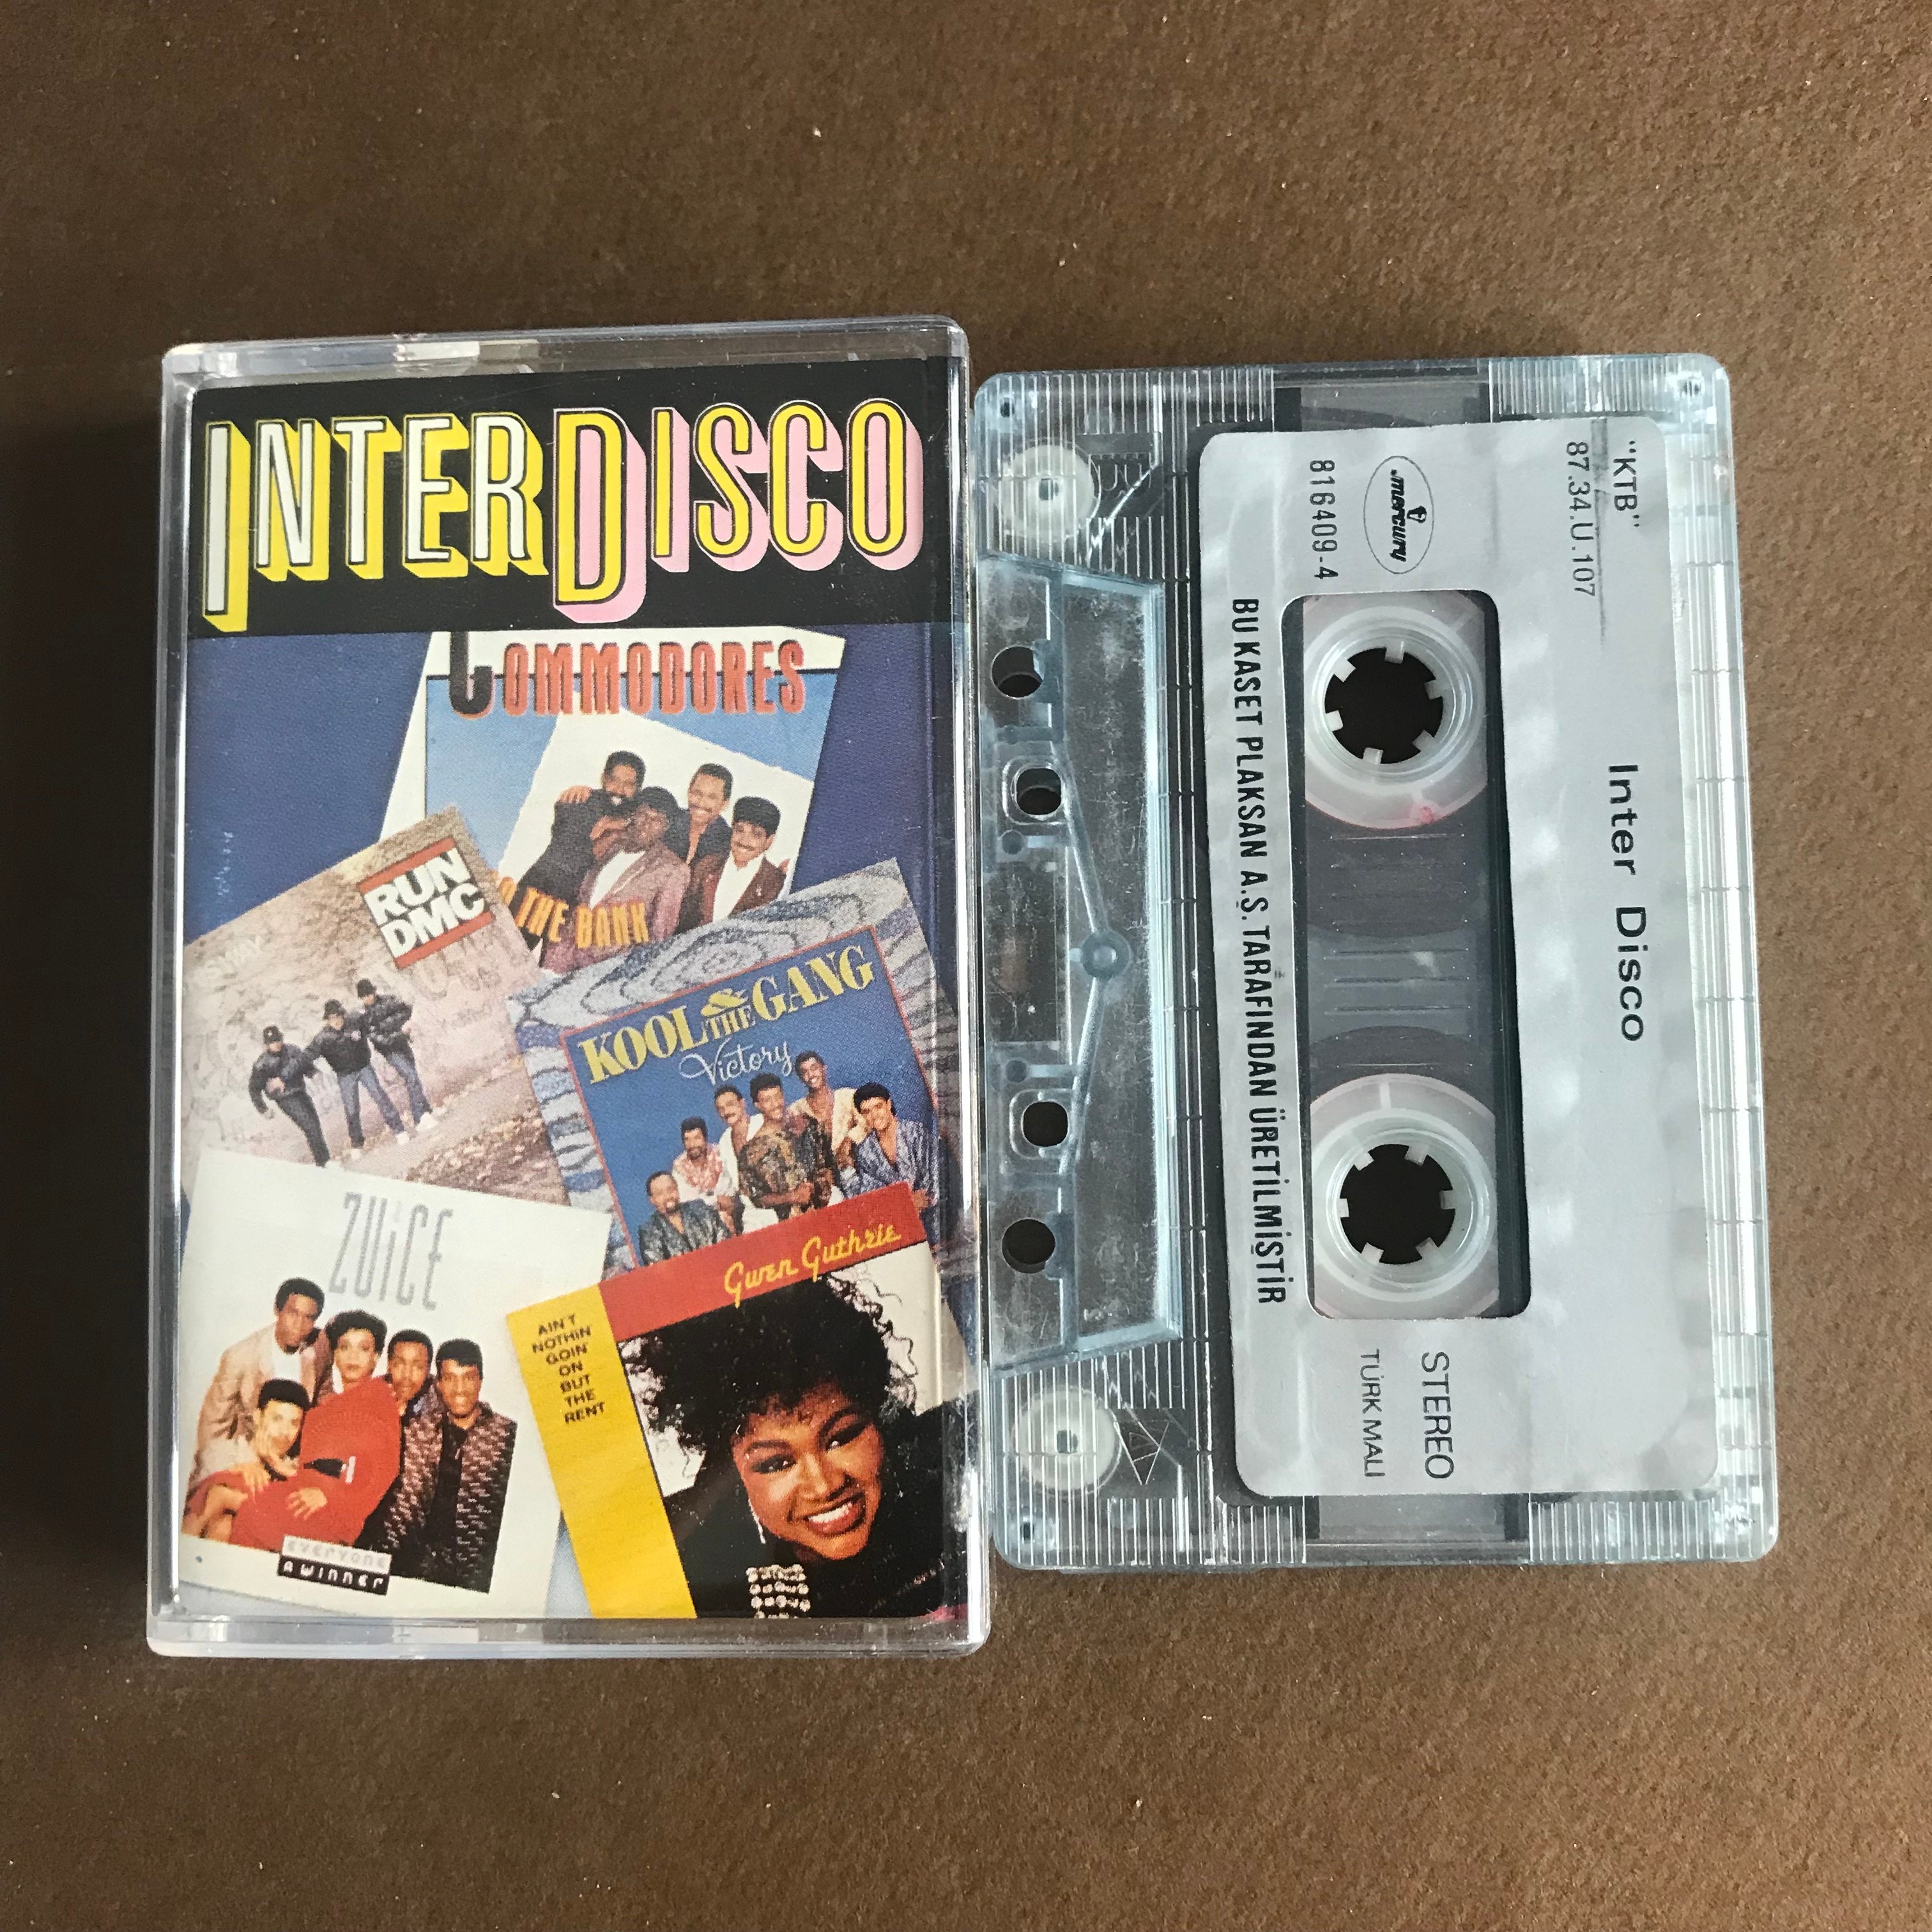 INTERDISCO
COMMODORES
THE BANK
RUN
DMC
KOOL & THE GANG
Victory
ZUiCE
EVERYONE
A WINNER
Gwen Guthrie
AIN'T
NOTHIN'
GOIN'
ON
BUT
THE
RENT
"KTB"
87.34.Ü.107
Inter Disco
mercury
816409-4
STEREO
TÜRK MALI
BU KASET PLAKSAN A.Ş. TARAFINDAN ÜRETİLMİŞTİR